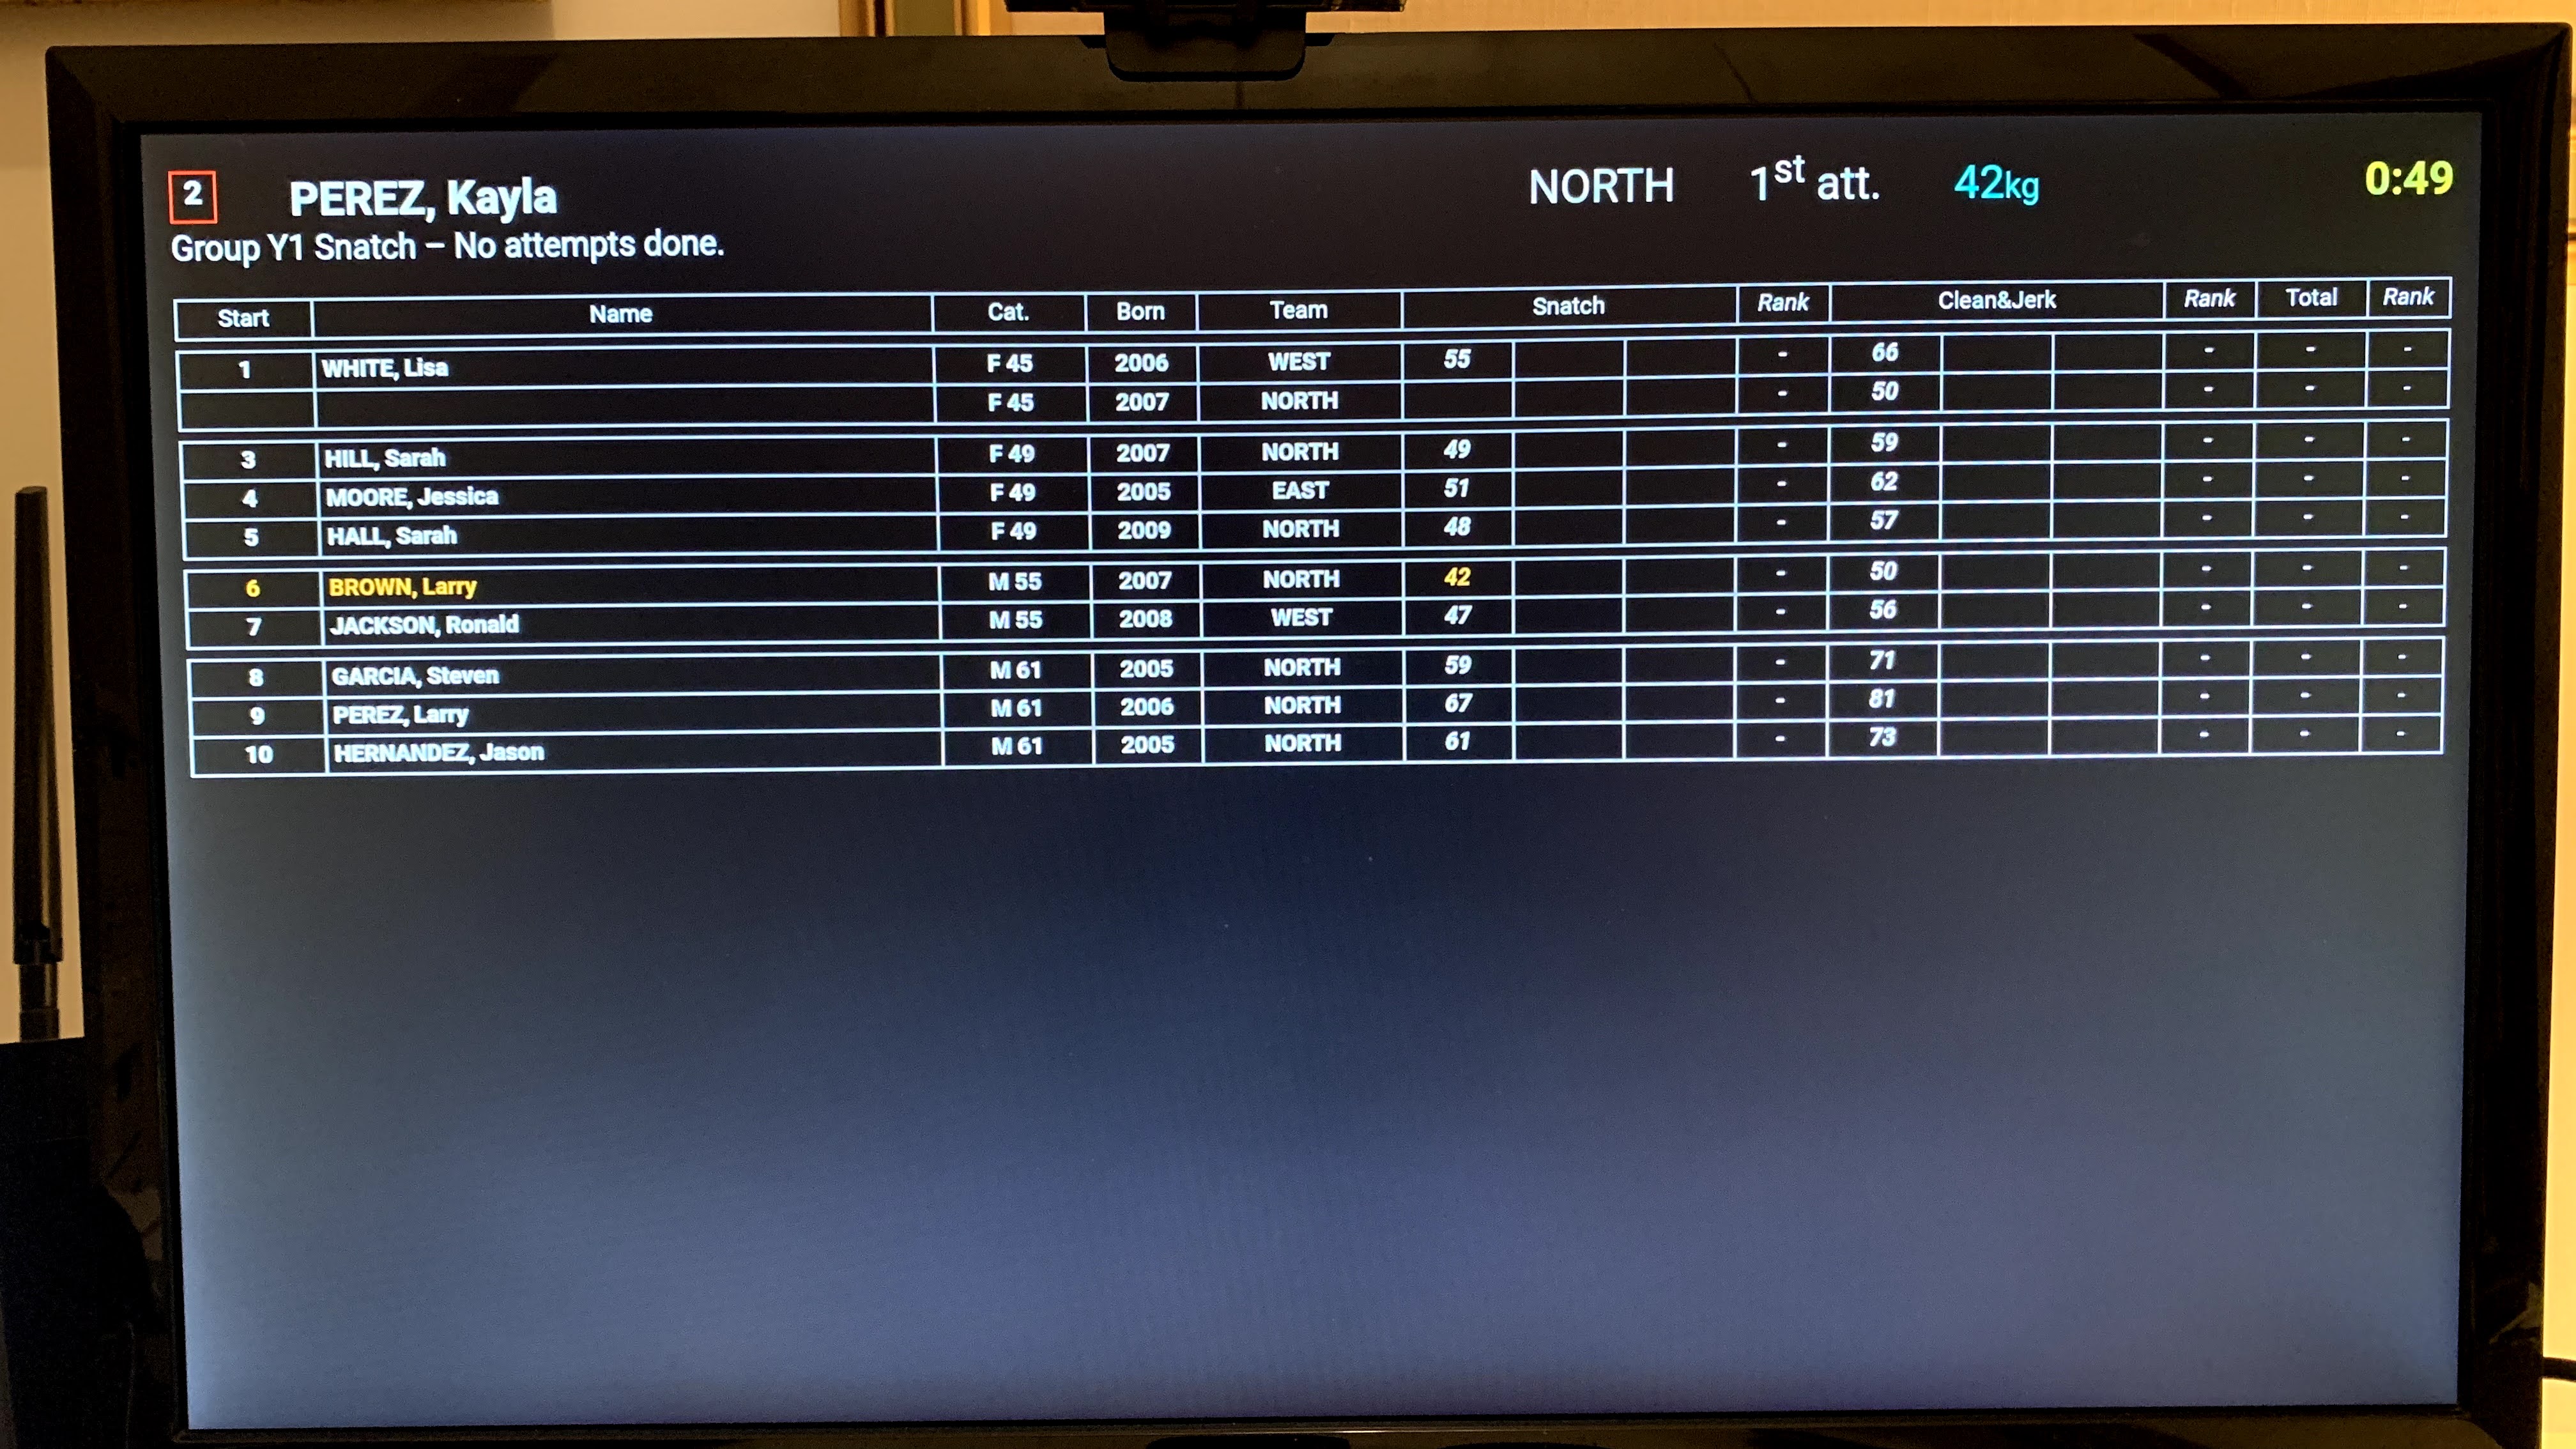 2 PEREZ, Kayla NORTH 1st att. 42kg 0:49
Group Y1 Snatch – No attempts done.
Start Name Cat. Born Team Snatch Rank Clean&Jerk Rank Total Rank
1 WHITE, Lisa F 45 2006 WEST 55 - 66 - - -
F 45 2007 NORTH - 50 - - -
3 HILL, Sarah F 49 2007 NORTH 49 - 59 - - -
4 MOORE, Jessica F 49 2005 EAST 51 - 62 - - -
5 HALL, Sarah F 49 2009 NORTH 48 - 57 - - -
6 BROWN, Larry M 55 2007 NORTH 42 - 50 - - -
7 JACKSON, Ronald M 55 2008 WEST 47 - 56 - - -
8 GARCIA, Steven M 61 2005 NORTH 59 - 71 - - -
9 PEREZ, Larry M 61 2006 NORTH 67 - 81 - - -
10 HERNANDEZ, Jason M 61 2005 NORTH 61 - 73 - - -